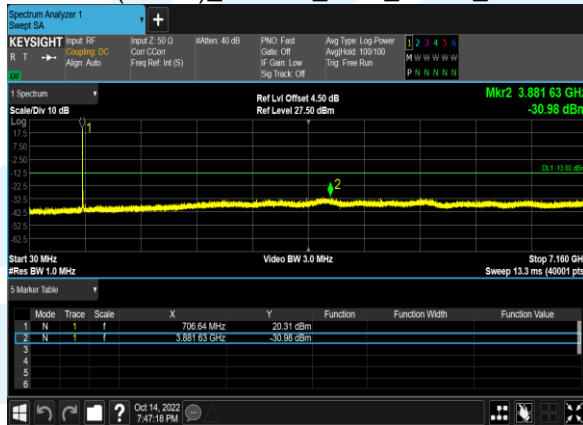 Spectrum Analyzer 1
Swept SA
+
KEYSIGHT
R T
LXI
Input: RF
Coupling: DC
Align: Auto
Input Z: 50 Ω
Corr CCorr
Freq Ref: Int (S)
#Atten: 40 dB
PNO: Fast
Gate: Off
IF Gain: Low
Sig Track: Off
Avg Type: Log-Power
Avg|Hold: 100/100
Trig: Free Run
1 2 3 4 5 6
M W W W W W
P N N N N N
1 Spectrum
Scale/Div 10 dB
Ref Lvl Offset 4.50 dB
Ref Level 27.50 dBm
Mkr2 3.881 63 GHz
-30.98 dBm
Log
17.5
7.50
-2.50
-12.5
-22.5
-32.5
-42.5
-52.5
-62.5
1
DL1 -13.00 dBm
2
Start 30 MHz
#Res BW 1.0 MHz
Video BW 3.0 MHz
Stop 7.160 GHz
Sweep 13.3 ms (40001 pts)
5 Marker Table
Mode Trace Scale X Y Function Function Width Function Value
1 N 1 f 706.64 MHz 20.31 dBm
2 N 1 f 3.881 63 GHz -30.98 dBm
3
4
5
6
?
Oct 14, 2022
7:47:18 PM